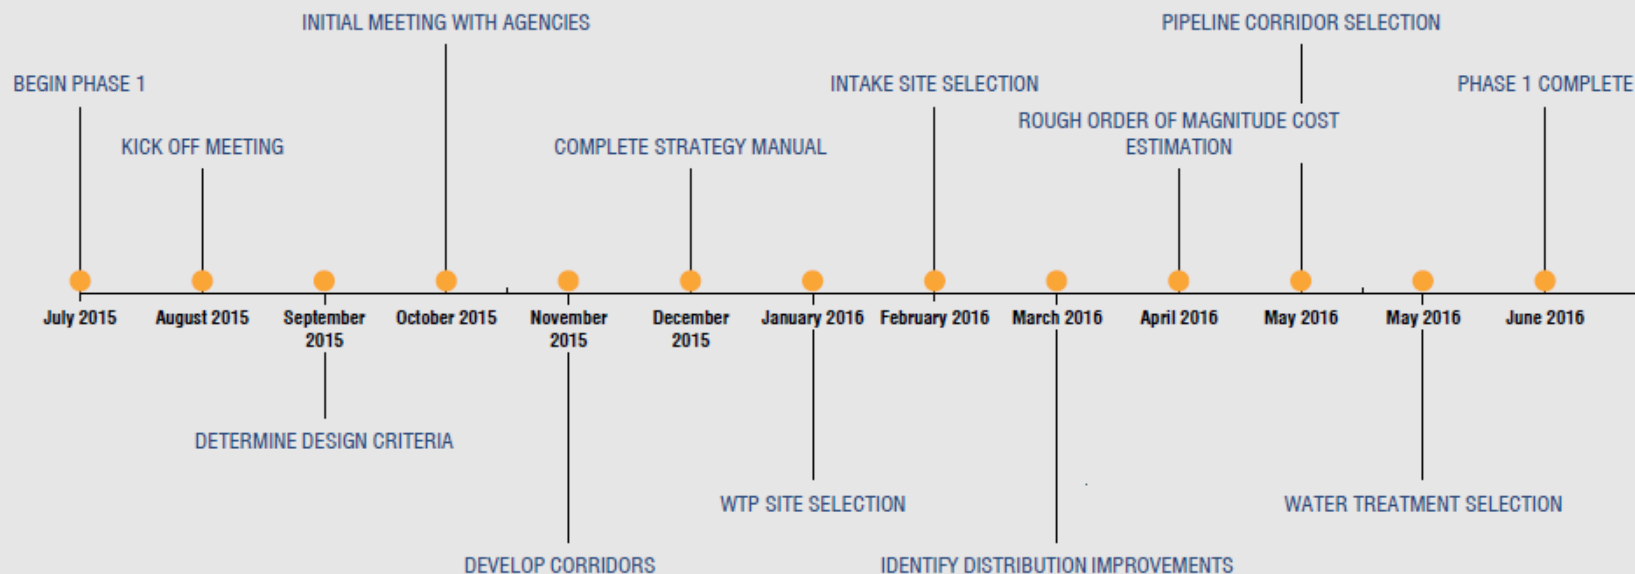 INITIAL MEETING WITH AGENCIES
PIPELINE CORRIDOR SELECTION
BEGIN PHASE 1
INTAKE SITE SELECTION
PHASE 1 COMPLETE
KICK OFF MEETING
COMPLETE STRATEGY MANUAL
ROUGH ORDER OF MAGNITUDE COST
ESTIMATION
July 2015
August 2015
September
2015
October 2015
November
2015
December
2015
January 2016
February 2016
March 2016
April 2016
May 2016
May 2016
June 2016
DETERMINE DESIGN CRITERIA
WTP SITE SELECTION
WATER TREATMENT SELECTION
DEVELOP CORRIDORS
IDENTIFY DISTRIBUTION IMPROVEMENTS